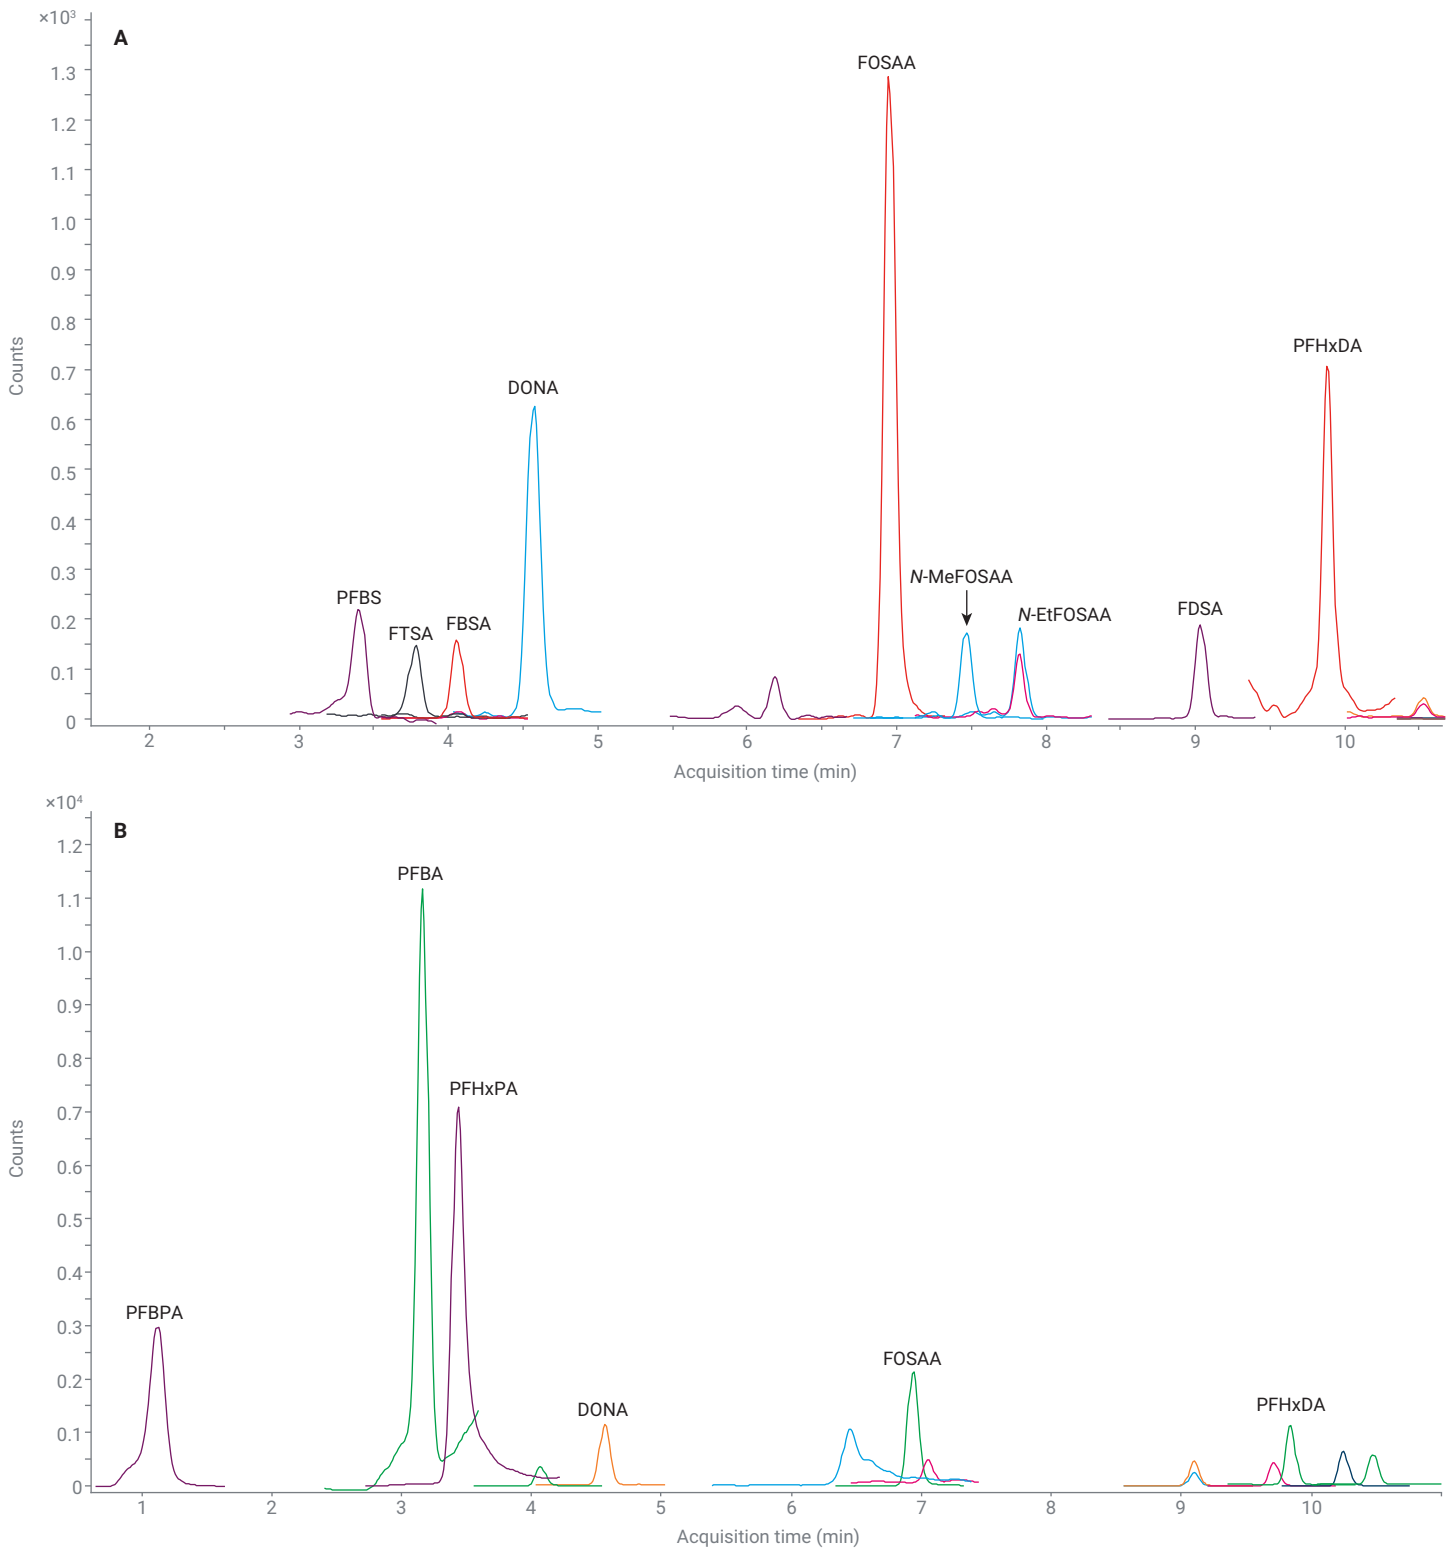 ×10³
A
1.3
1.2
1.1
1.0
0.9
0.8
0.7
0.6
0.5
0.4
0.3
0.2
0.1
0
Counts
PFBS
FTSA
FBSA
DONA
FOSAA
N-MeFOSAA
N-EtFOSAA
FDSA
PFHxDA
2 3 4 5 6 7 8 9 10
Acquisition time (min)
×10⁴
B
1.2
1.1
1.0
0.9
0.8
0.7
0.6
0.5
0.4
0.3
0.2
0.1
0
Counts
PFBPA
PFBA
PFHxPA
DONA
FOSAA
PFHxDA
1 2 3 4 5 6 7 8 9 10
Acquisition time (min)